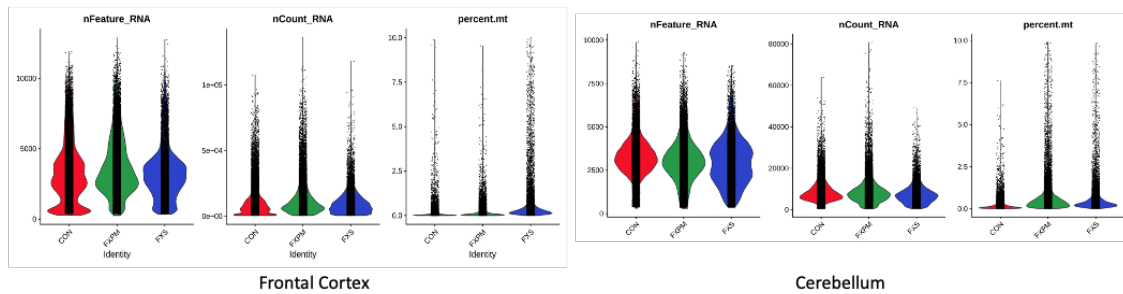 nFeature_RNA nCount_RNA percent.mt
10000
5000
0
1e+05
5e+04
0e+00
10.0
7.5
5.0
2.5
0.0
CON FXPM FXS CON FXPM FXS CON FXPM FXS
Identity Identity Identity
Frontal Cortex
nFeature_RNA nCount_RNA percent.mt
10000
7500
5000
2500
0
80000
60000
40000
20000
0
10.0
7.5
5.0
2.5
0.0
CON FXPM FXS CON FXPM FXS CON FXPM FXS
Cerebellum